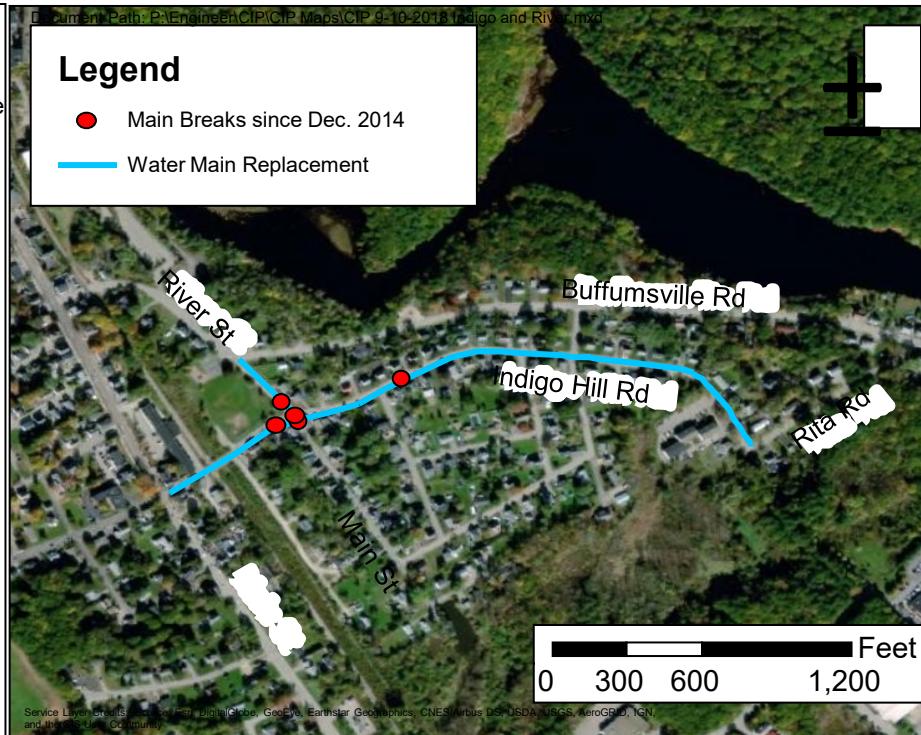 Document Path: P:\Engineer\CIP\CIP Maps\CIP 9-10-2018 Indigo and River.mxd
Legend
Main Breaks since Dec. 2014
Water Main Replacement
River St
Buffumsville Rd
Indigo Hill Rd
Rita Rd
Main St
Feet
0 300 600 1,200
Service Layer Credits: Source: Esri, DigitalGlobe, GeoEye, Earthstar Geographics, CNES/Airbus DS, USDA, USGS, AeroGRID, IGN,
and the GIS User Community